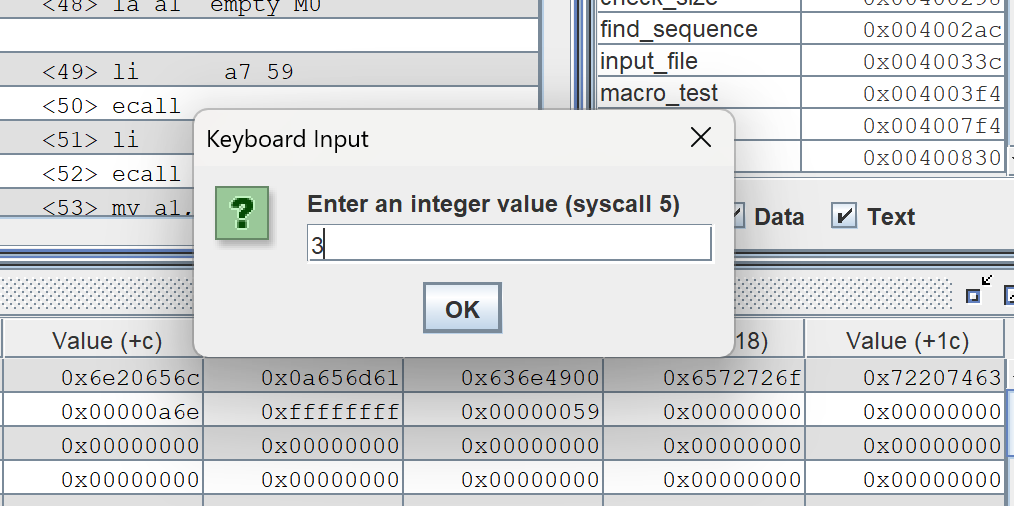 <48> la a1 empty M0
<49> li a7 59
<50> ecall
<51> li
<52> ecall
<53> mv a1,
check_size 0x00400298
find_sequence 0x004002ac
input_file 0x0040033c
macro_test 0x004003f4
0x004007f4
0x00400830
Keyboard Input
Enter an integer value (syscall 5)
3
OK
Data Text
Value (+c) 18) Value (+1c)
0x6e20656c 0x0a656d61 0x636e4900 0x6572726f 0x72207463
0x00000a6e 0xffffffff 0x00000059 0x00000000 0x00000000
0x00000000 0x00000000 0x00000000 0x00000000 0x00000000
0x00000000 0x00000000 0x00000000 0x00000000 0x00000000